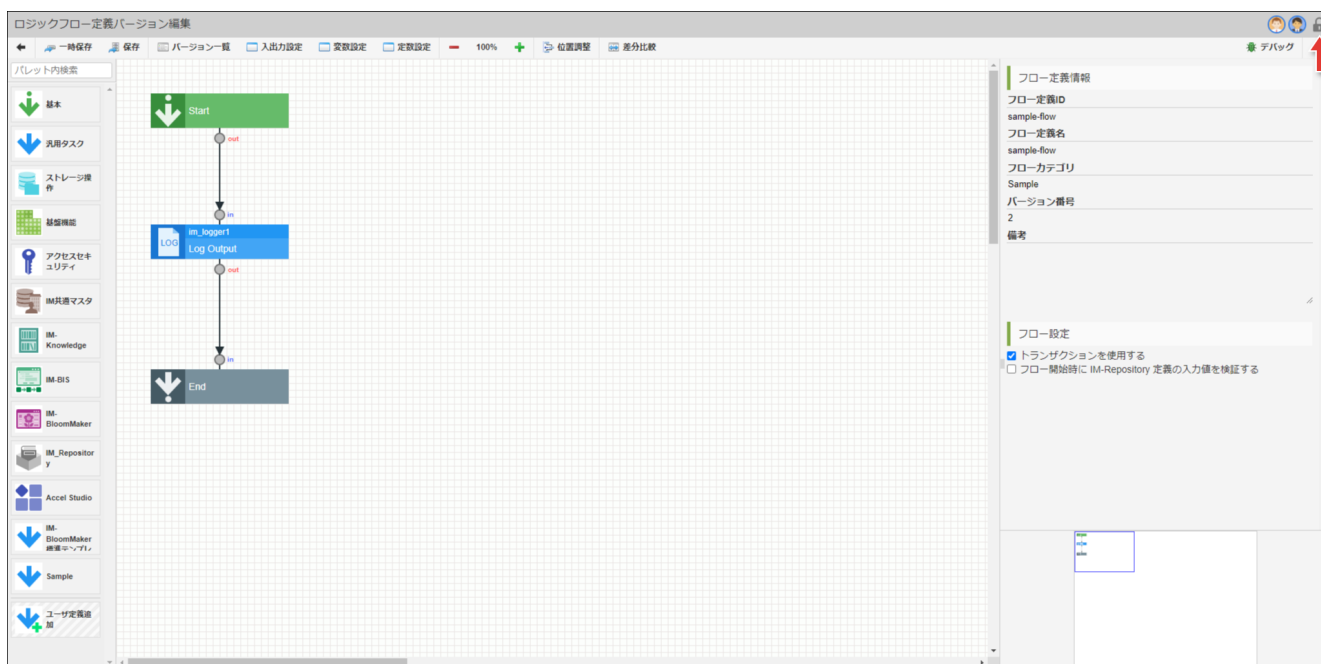 ロジックフロー定義バージョン編集
一時保存 保存 バージョン一覧 入出力設定 変数設定 定数設定 100% 位置調整 差分比較 デバッグ
パレット内検索
基本
汎用タスク
ストレージ操
作
基盤機能
アクセスセキ
ュリティ
IM共通マスタ
IM-
Knowledge
IM-BIS
IM-
BloomMaker
IM_Repositor
y
Accel Studio
IM-
BloomMaker
標準テンプレ
Sample
ユーザ定義追
加
Start
out
in
im_logger1
LOG
Log Output
out
in
End
フロー定義情報
フロー定義ID
sample-flow
フロー定義名
sample-flow
フローカテゴリ
Sample
バージョン番号
2
備考
フロー設定
トランザクションを使用する
フロー開始時に IM-Repository 定義の入力値を検証する